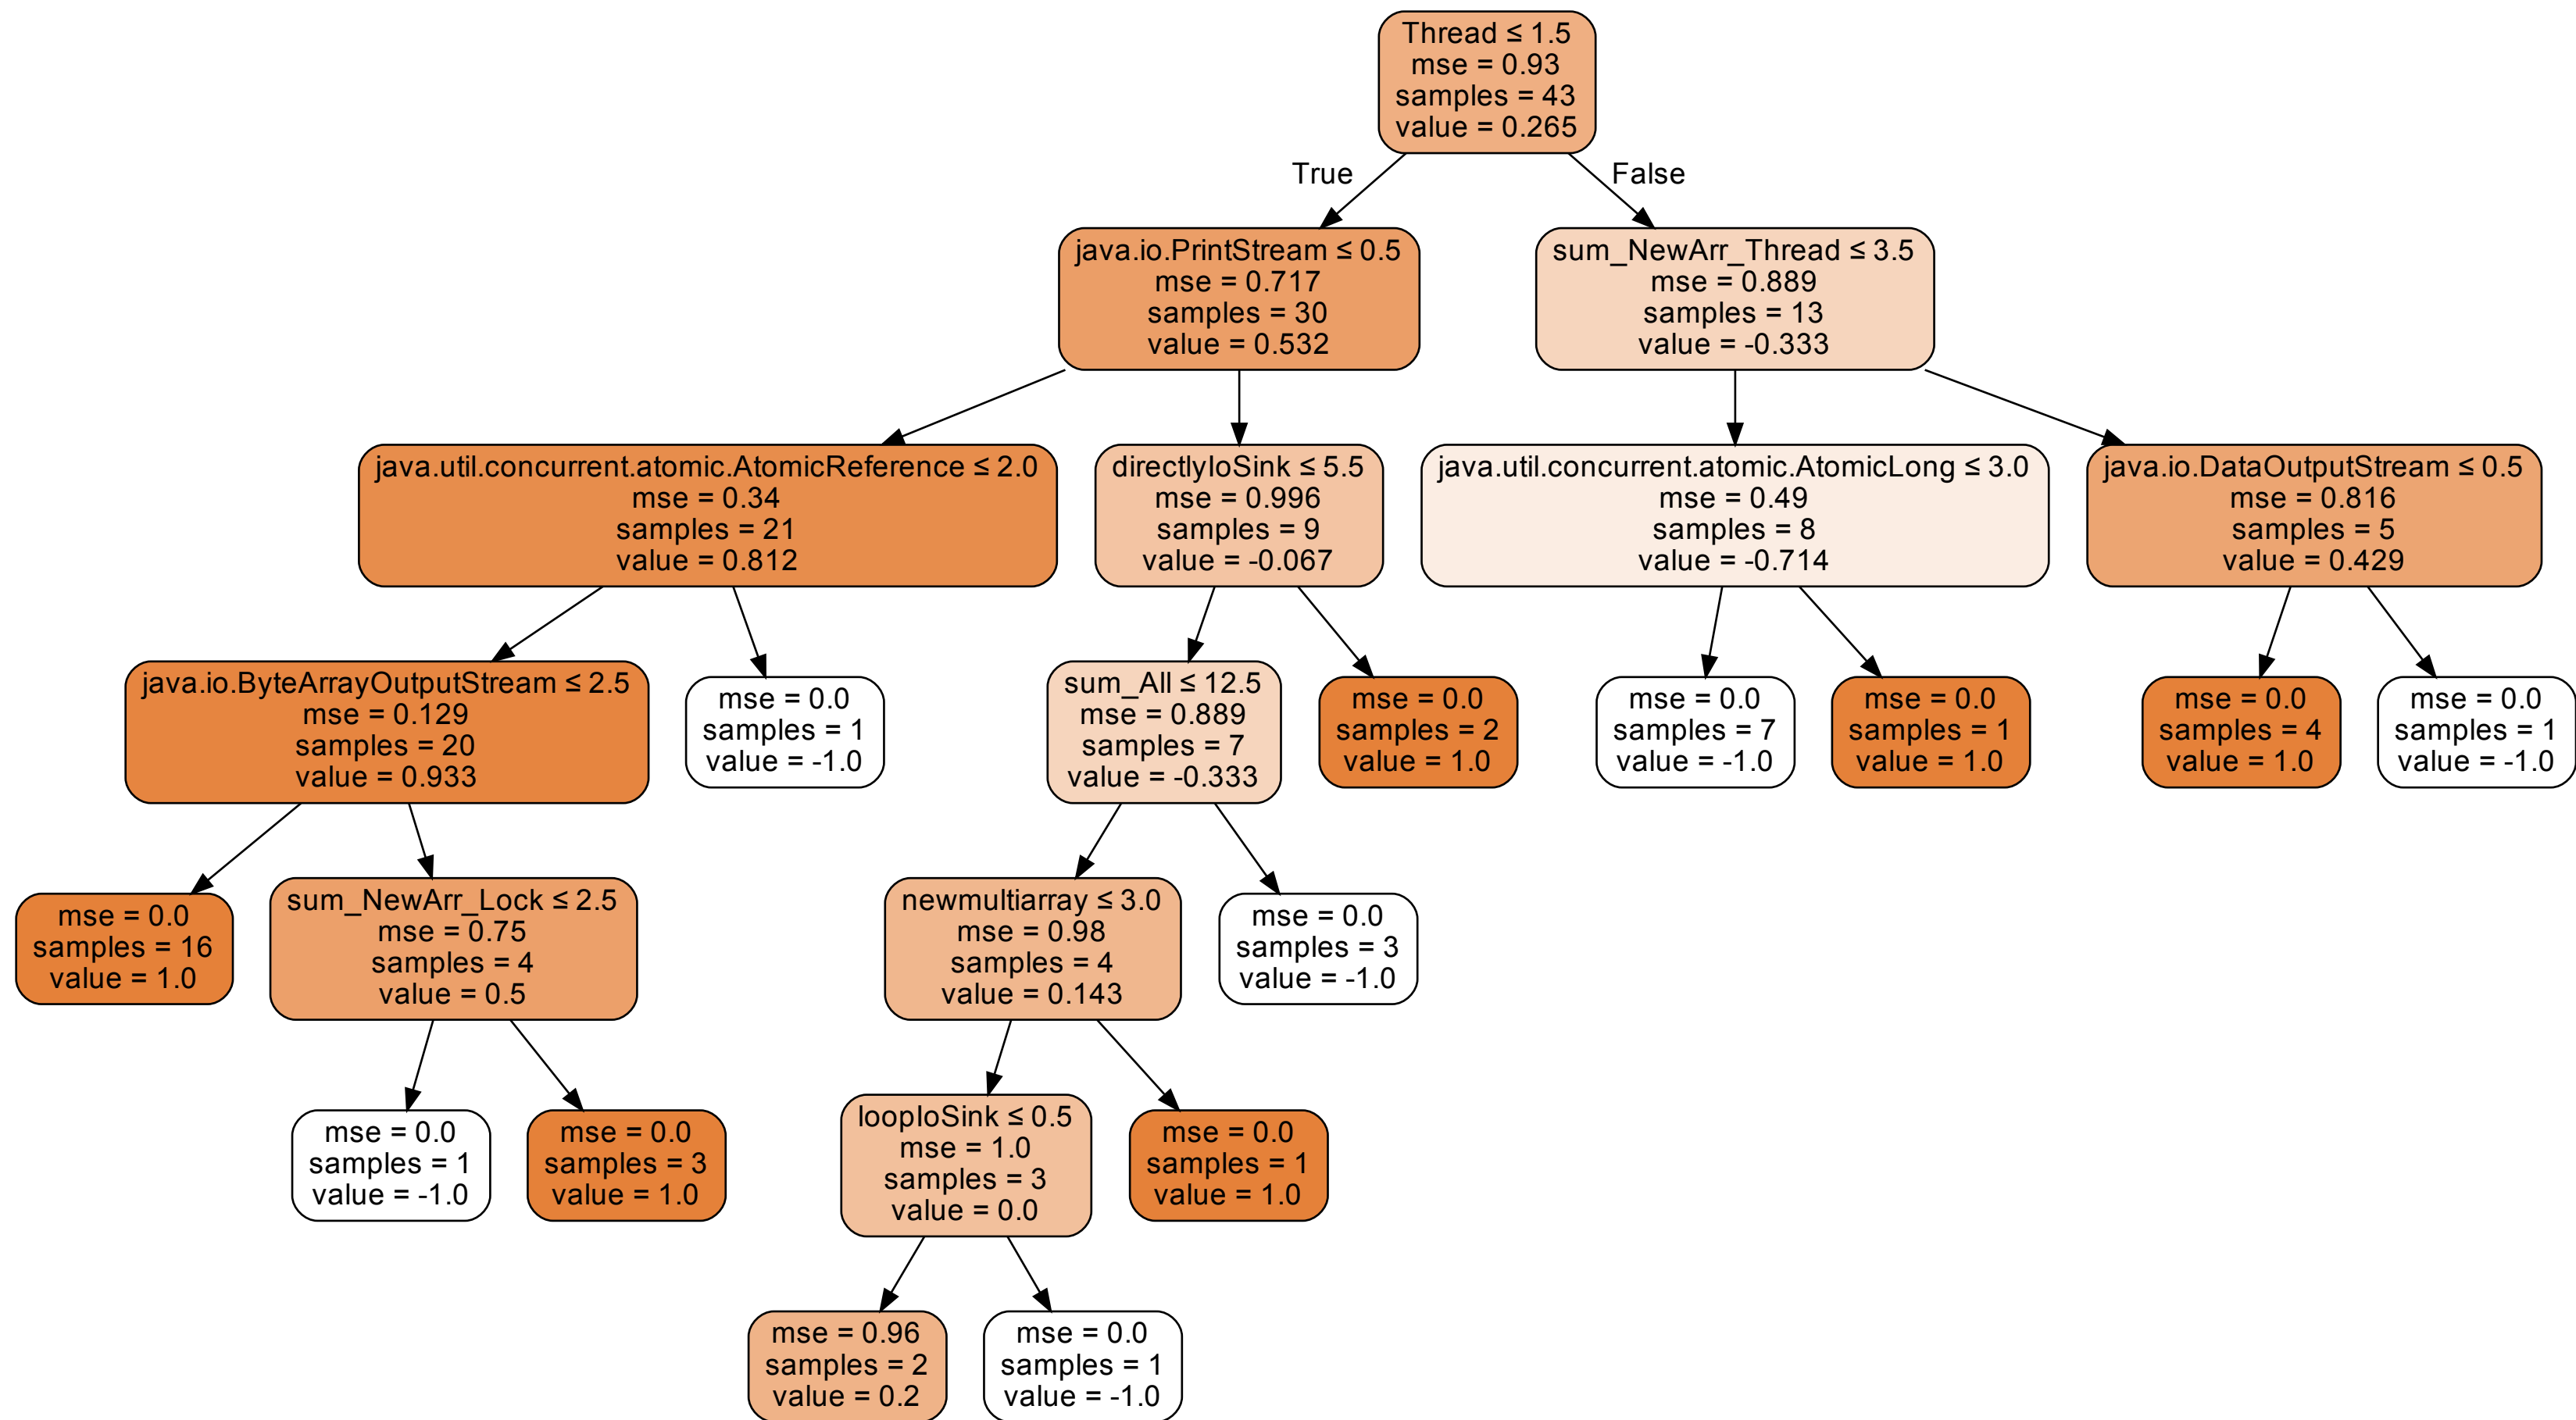 Thread ≤ 1.5
mse = 0.93
samples = 43
value = 0.265
True
False
java.io.PrintStream ≤ 0.5
mse = 0.717
samples = 30
value = 0.532
sum_NewArr_Thread ≤ 3.5
mse = 0.889
samples = 13
value = -0.333
java.util.concurrent.atomic.AtomicReference ≤ 2.0
mse = 0.34
samples = 21
value = 0.812
directlyIoSink ≤ 5.5
mse = 0.996
samples = 9
value = -0.067
java.util.concurrent.atomic.AtomicLong ≤ 3.0
mse = 0.49
samples = 8
value = -0.714
java.io.DataOutputStream ≤ 0.5
mse = 0.816
samples = 5
value = 0.429
java.io.ByteArrayOutputStream ≤ 2.5
mse = 0.129
samples = 20
value = 0.933
mse = 0.0
samples = 1
value = -1.0
sum_All ≤ 12.5
mse = 0.889
samples = 7
value = -0.333
mse = 0.0
samples = 2
value = 1.0
mse = 0.0
samples = 7
value = -1.0
mse = 0.0
samples = 1
value = 1.0
mse = 0.0
samples = 4
value = 1.0
mse = 0.0
samples = 1
value = -1.0
mse = 0.0
samples = 16
value = 1.0
sum_NewArr_Lock ≤ 2.5
mse = 0.75
samples = 4
value = 0.5
newmultiarray ≤ 3.0
mse = 0.98
samples = 4
value = 0.143
mse = 0.0
samples = 3
value = -1.0
mse = 0.0
samples = 1
value = -1.0
mse = 0.0
samples = 3
value = 1.0
loopIoSink ≤ 0.5
mse = 1.0
samples = 3
value = 0.0
mse = 0.0
samples = 1
value = 1.0
mse = 0.96
samples = 2
value = 0.2
mse = 0.0
samples = 1
value = -1.0